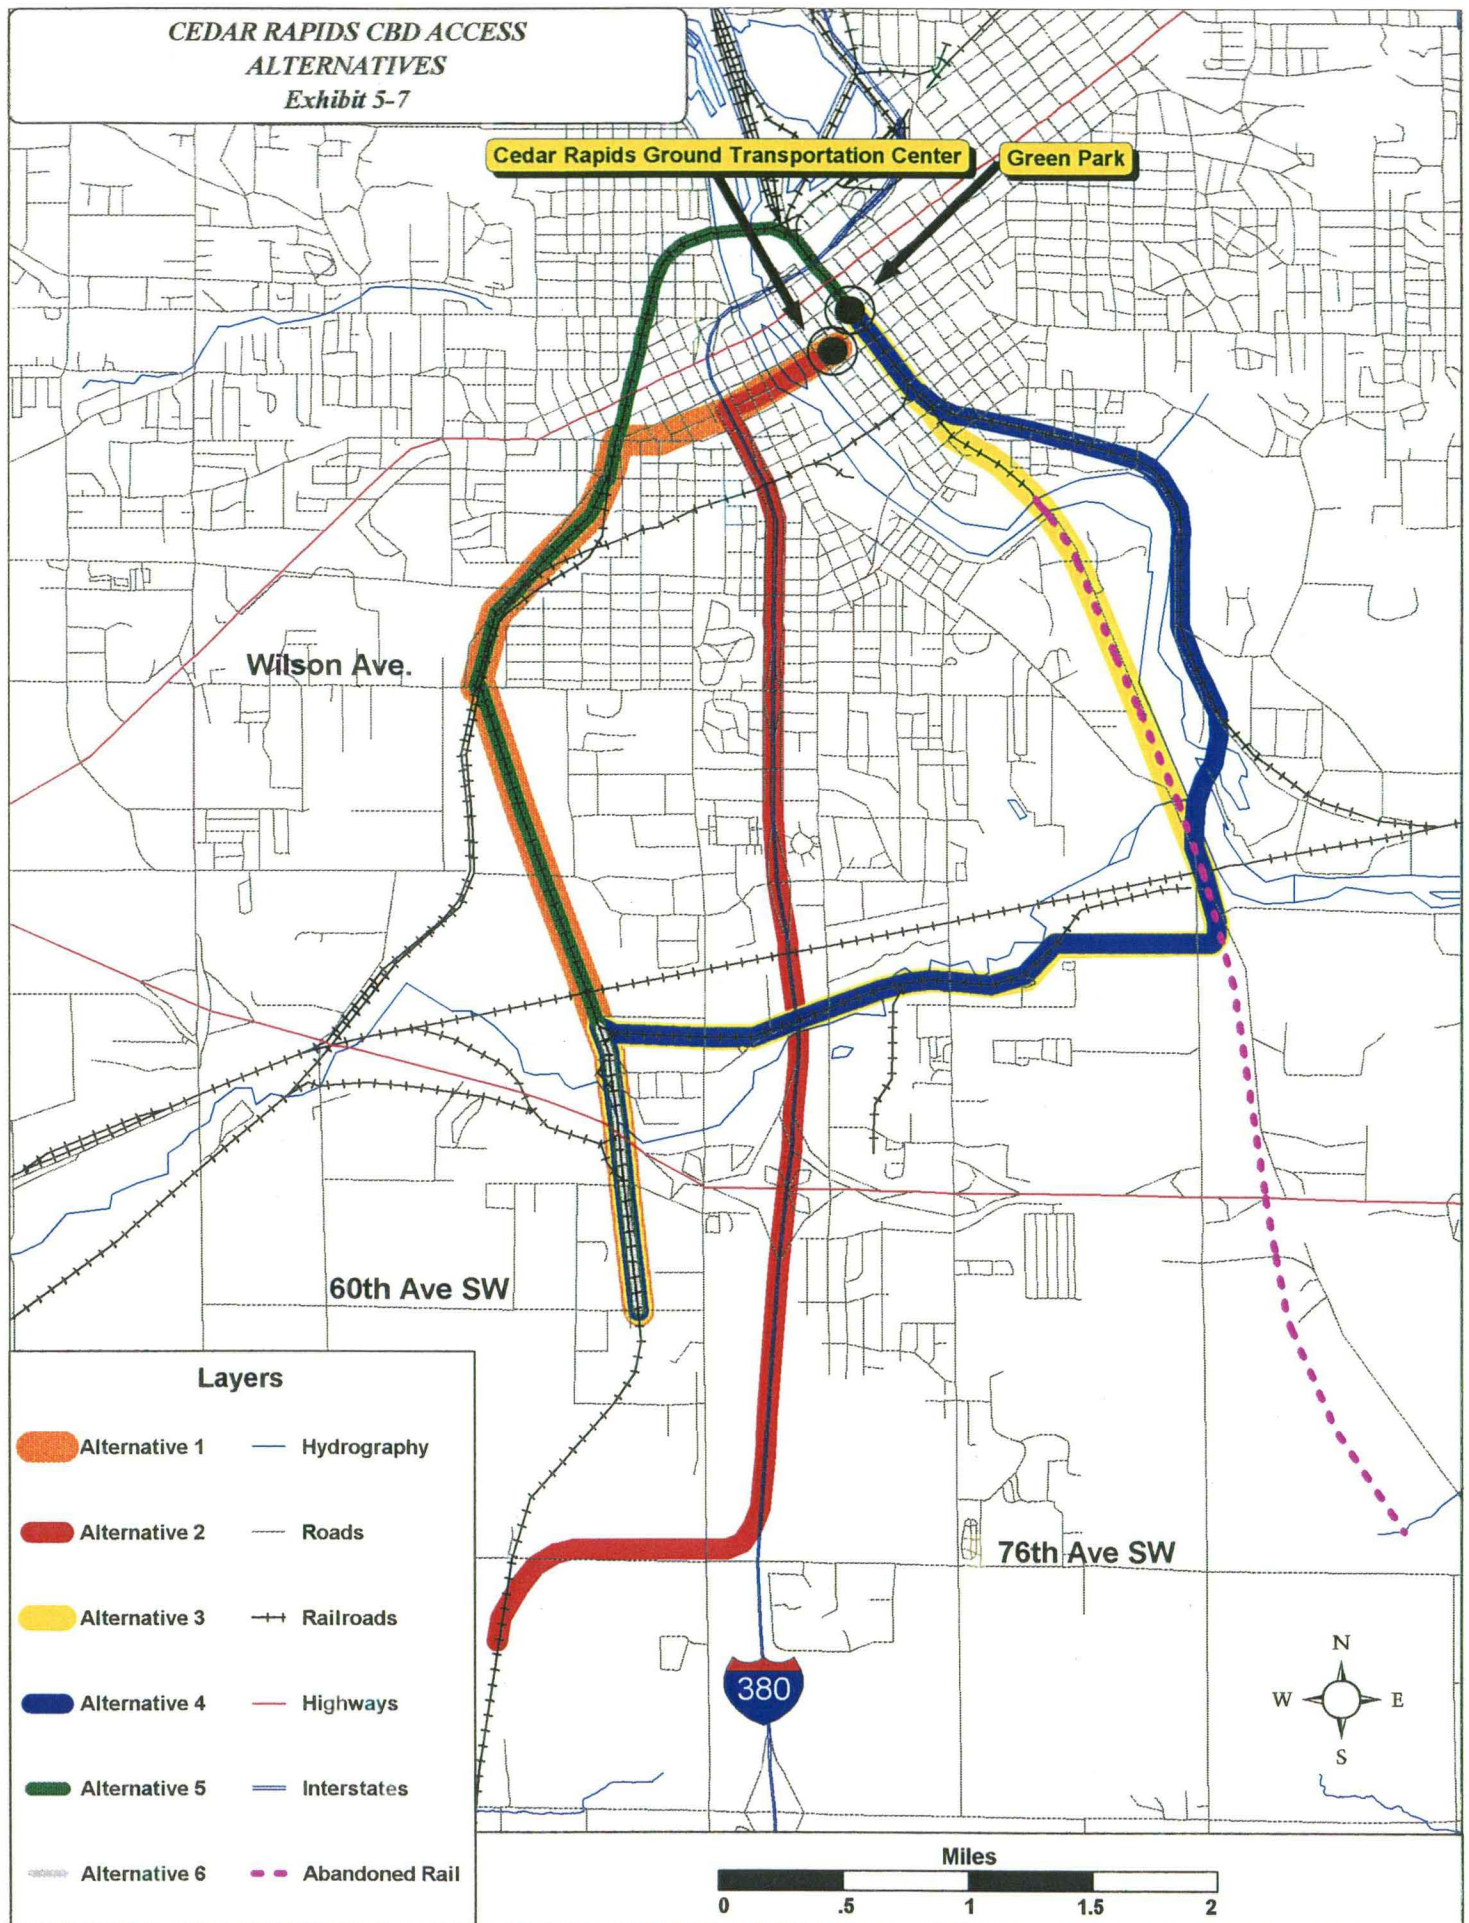 CEDAR RAPIDS CBD ACCESS
ALTERNATIVES
Exhibit 5-7
Cedar Rapids Ground Transportation Center
Green Park
Wilson Ave.
60th Ave SW
76th Ave SW
380
N
W E
S
Layers
Alternative 1 Hydrography
Alternative 2 Roads
Alternative 3 Railroads
Alternative 4 Highways
Alternative 5 Interstates
Alternative 6 Abandoned Rail
Miles
0 .5 1 1.5 2